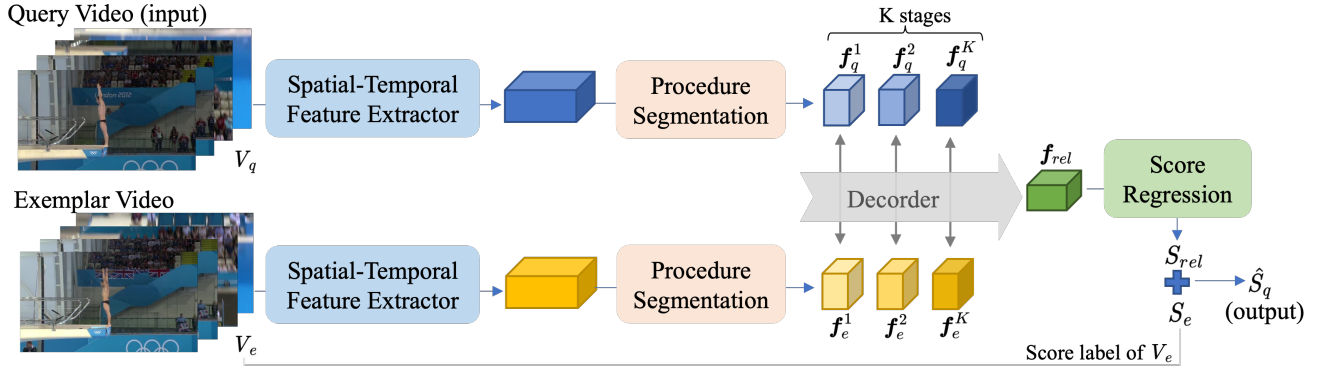 Query Video (input)
V_q
Spatial-Temporal
Feature Extractor
Procedure
Segmentation
K stages
f_q^1 f_q^2 f_q^K
London 2012
Exemplar Video
V_e
Spatial-Temporal
Feature Extractor
Procedure
Segmentation
f_e^1 f_e^2 f_e^K
Decorder
f_rel
Score
Regression
S_rel
S_e
Ŝ_q
(output)
Score label of V_e